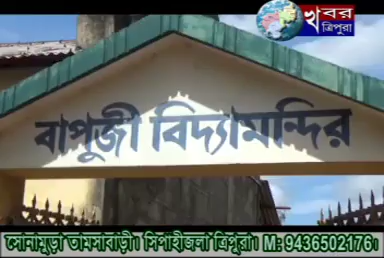 খবর
ত্রিপুরা
বাপুজী বিদ্যামন্দির
সোনামুড়া তামসাবাড়ী। সিপাহীজলা ত্রিপুরা। M: 9436502176।